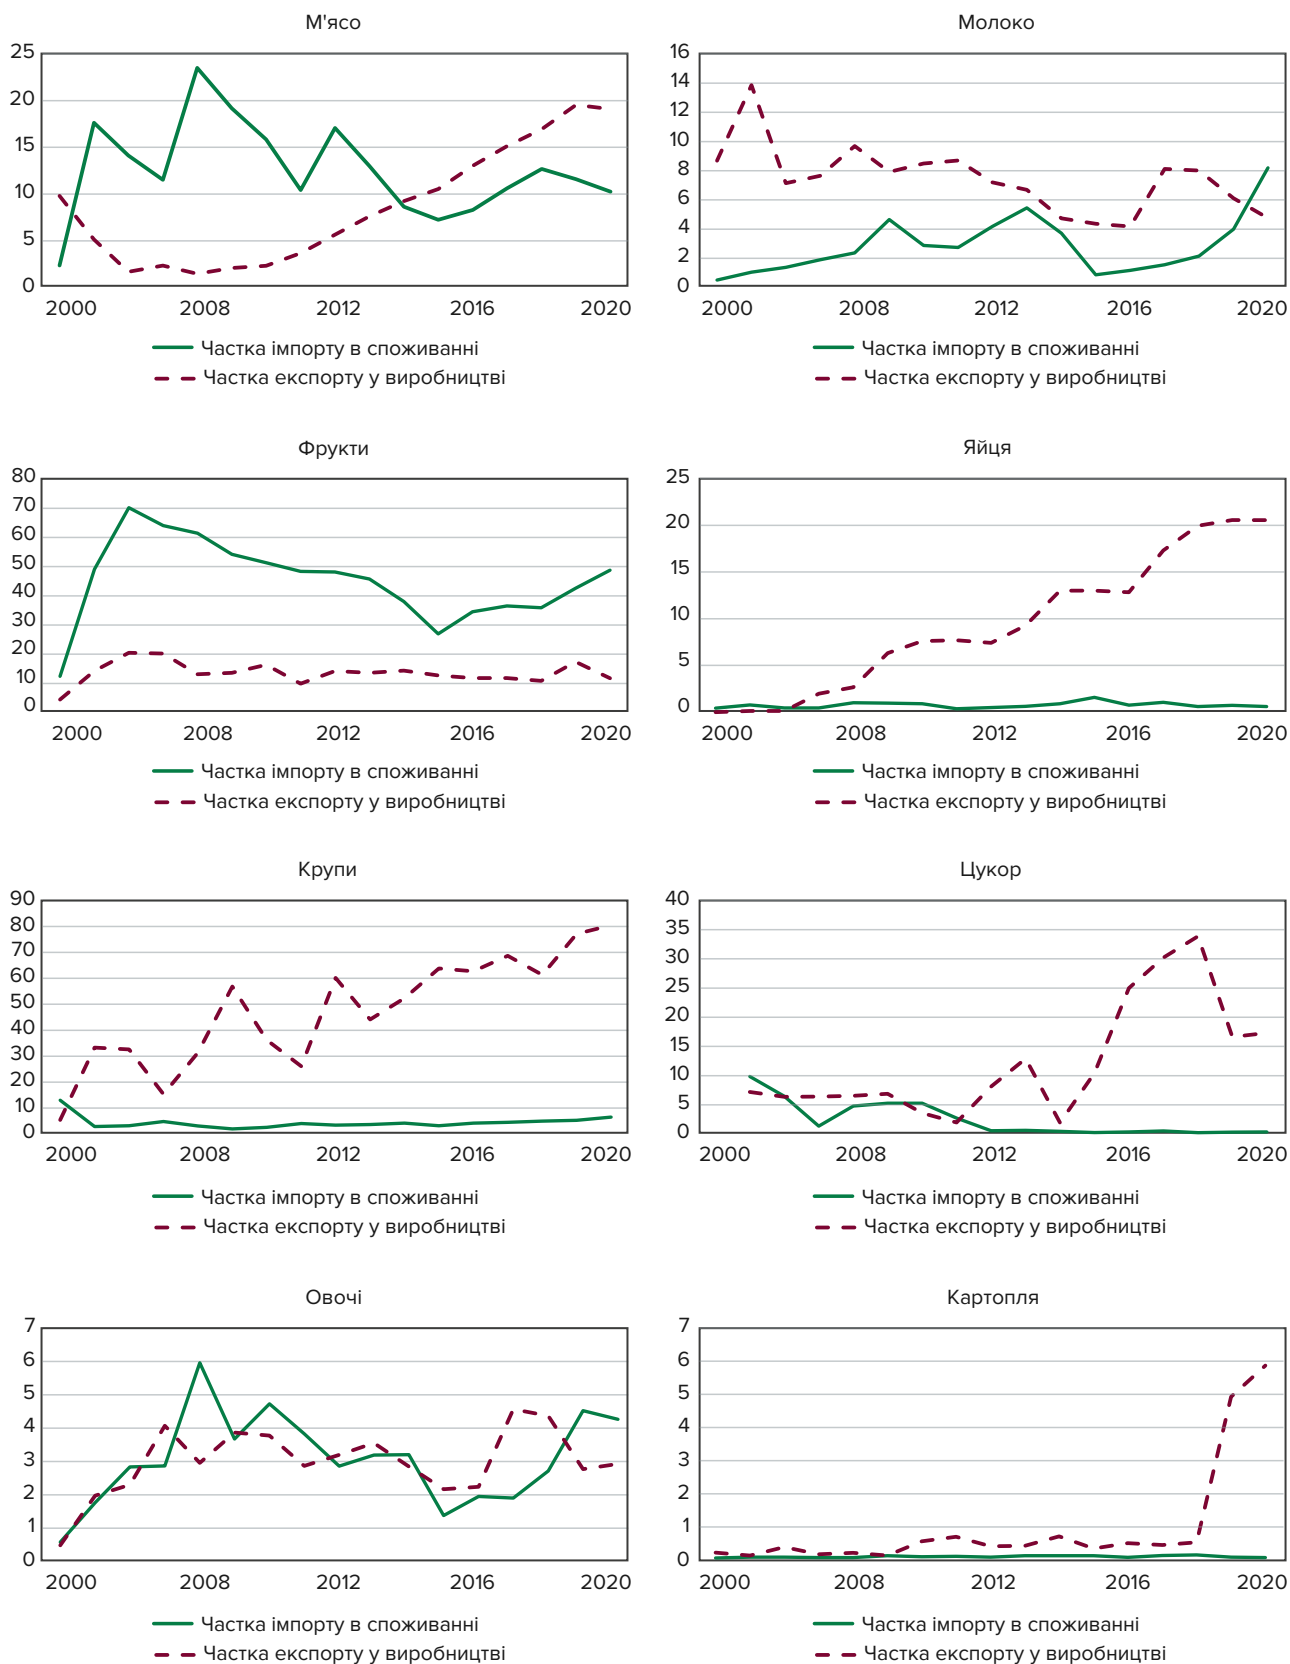 М'ясо
25
20
15
10
5
0
2000 2008 2012 2016 2020
Частка імпорту в споживанні
Частка експорту у виробництві
Молоко
16
14
12
10
8
6
4
2
0
2000 2008 2012 2016 2020
Частка імпорту в споживанні
Частка експорту у виробництві
Фрукти
80
70
60
50
40
30
20
10
0
2000 2008 2012 2016 2020
Частка імпорту в споживанні
Частка експорту у виробництві
Яйця
25
20
15
10
5
0
2000 2008 2012 2016 2020
Частка імпорту в споживанні
Частка експорту у виробництві
Крупи
90
80
70
60
50
40
30
20
10
0
2000 2008 2012 2016 2020
Частка імпорту в споживанні
Частка експорту у виробництві
Цукор
40
35
30
25
20
15
10
5
0
2000 2008 2012 2016 2020
Частка імпорту в споживанні
Частка експорту у виробництві
Овочі
7
6
5
4
3
2
1
0
2000 2008 2012 2016 2020
Частка імпорту в споживанні
Частка експорту у виробництві
Картопля
7
6
5
4
3
2
1
0
2000 2008 2012 2016 2020
Частка імпорту в споживанні
Частка експорту у виробництві